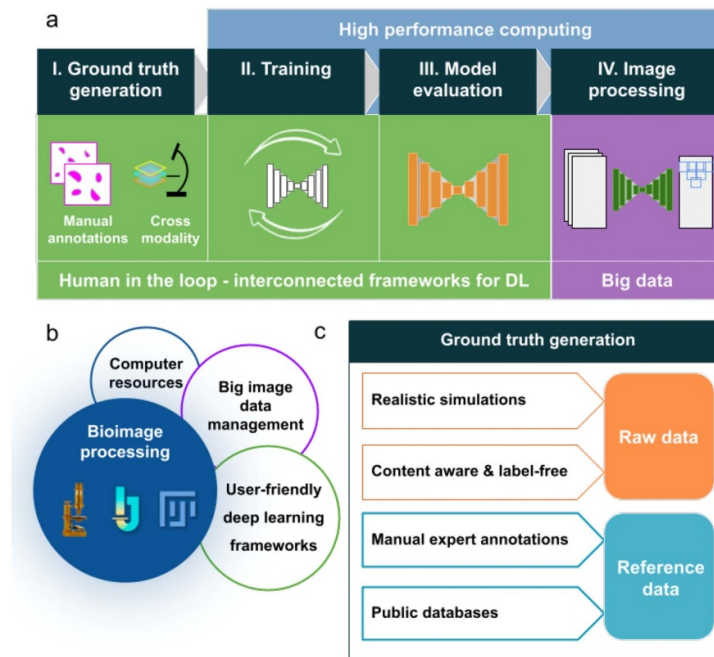 a
High performance computing
I. Ground truth
generation
II. Training
III. Model
evaluation
IV. Image
processing
Manual
annotations
Cross
modality
Human in the loop - interconnected frameworks for DL
Big data
b
Computer
resources
Big image
data
management
Bioimage
processing
User-friendly
deep learning
frameworks
c
Ground truth generation
Realistic simulations
Content aware & label-free
Raw data
Manual expert annotations
Public databases
Reference
data